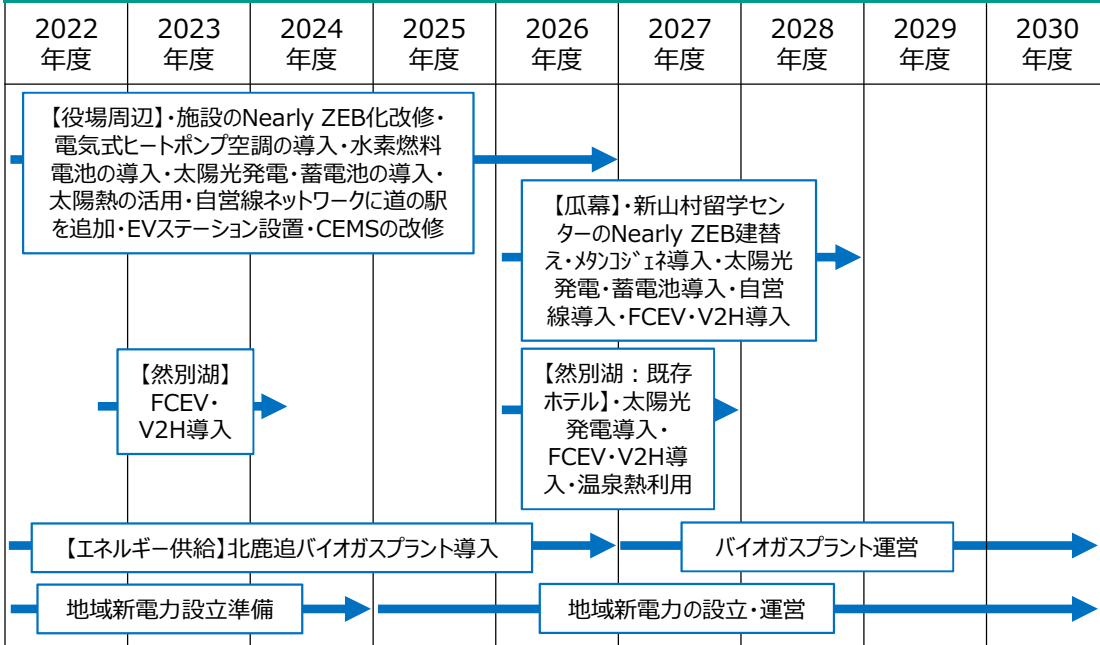 2022
年度
2023
年度
2024
年度
2025
年度
2026
年度
2027
年度
2028
年度
2029
年度
2030
年度
【役場周辺】・施設のNearly ZEB化改修・
電気式ヒートポンプ空調の導入・水素燃料
電池の導入・太陽光発電・蓄電池の導入・
太陽熱の活用・自営線ネットワークに道の駅
を追加・EVステーション設置・CEMSの改修
【瓜幕】・新山村留学セン
ターのNearly ZEB建替
え・ﾒﾀﾝｺｼﾞｪﾈ導入・太陽光
発電・蓄電池導入・自営
線導入・FCEV・V2H導入
【然別湖】
FCEV・
V2H導入
【然別湖：既存
ホテル】・太陽光
発電導入・
FCEV・V2H導
入・温泉熱利用
【エネルギー供給】北鹿追バイオガスプラント導入
バイオガスプラント運営
地域新電力設立準備
地域新電力の設立・運営